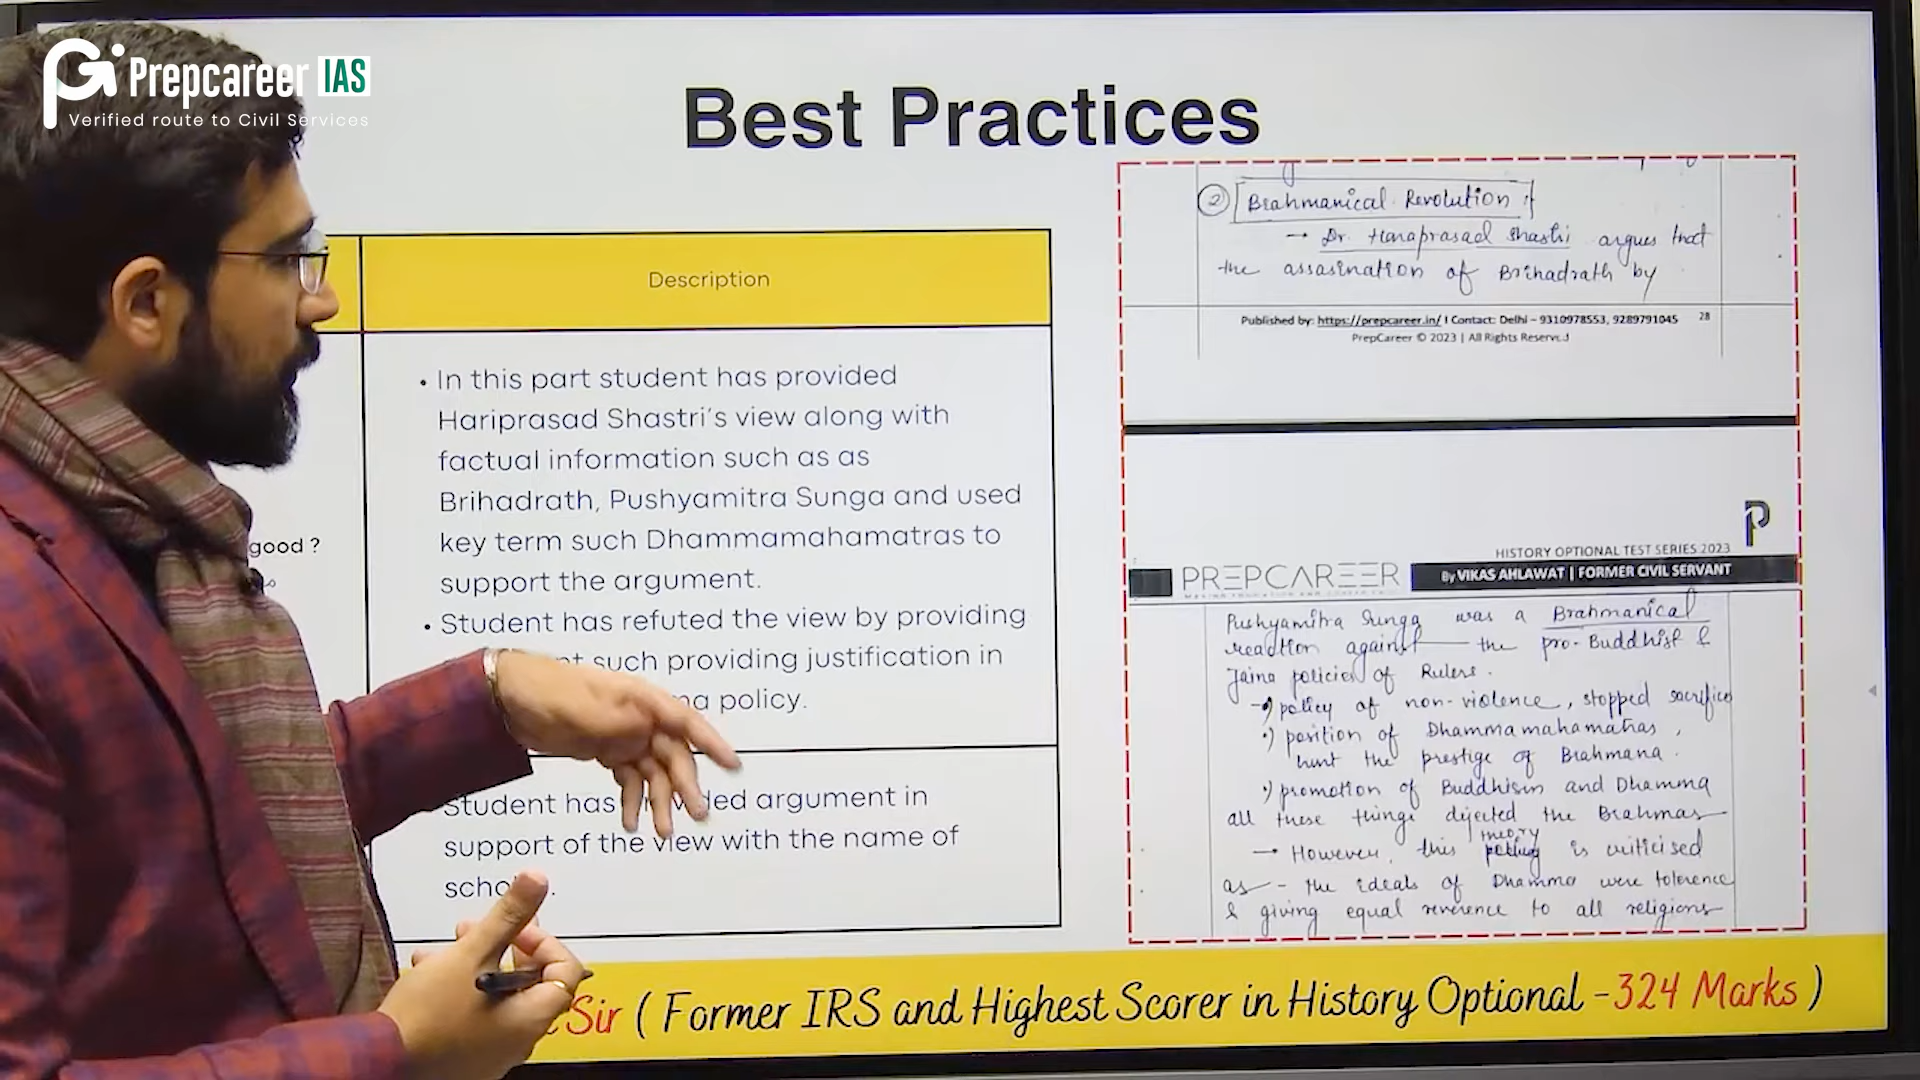 Prepcareer IAS
Verified route to Civil Services
Best Practices
good ?
Description
• In this part student has provided
Hariprasad Shastri's view along with
factual information such as as
Brihadrath, Pushyamitra Sunga and used
key term such Dhammamahamatras to
support the argument.
• Student has refuted the view by providing
such providing justification in
policy.
Student has argument in
support of the view with the name of
② Brahmanical Revolution :
→ Dr. Haraprasad Shastri argues that
the assasination of Brihadrath by
Published by: https://prepcareer.in/ I Contact: Delhi – 9310978553, 9289791045 28
PrepCareer © 2023 | All Rights Reserved
HISTORY OPTIONAL TEST SERIES 2023
PREPCAREER By VIKAS AHLAWAT | FORMER CIVIL SERVANT
Pushyamitra Sunga was a Brahmanical
reaction against the pro-Buddhist &
Jaina policies of Rulers.
policy of non-violence, stopped sacrifice
position of Dhammamahamatras,
hurt the prestige of Brahmana.
promotion of Buddhism and Dhamma
all these things the Brahmas
→ However, this theory is criticised
as - the ideals of Dhamma were tolerence
& giving equal reverence to all religions
Sir ( Former IRS and Highest Scorer in History Optional -324 Marks )